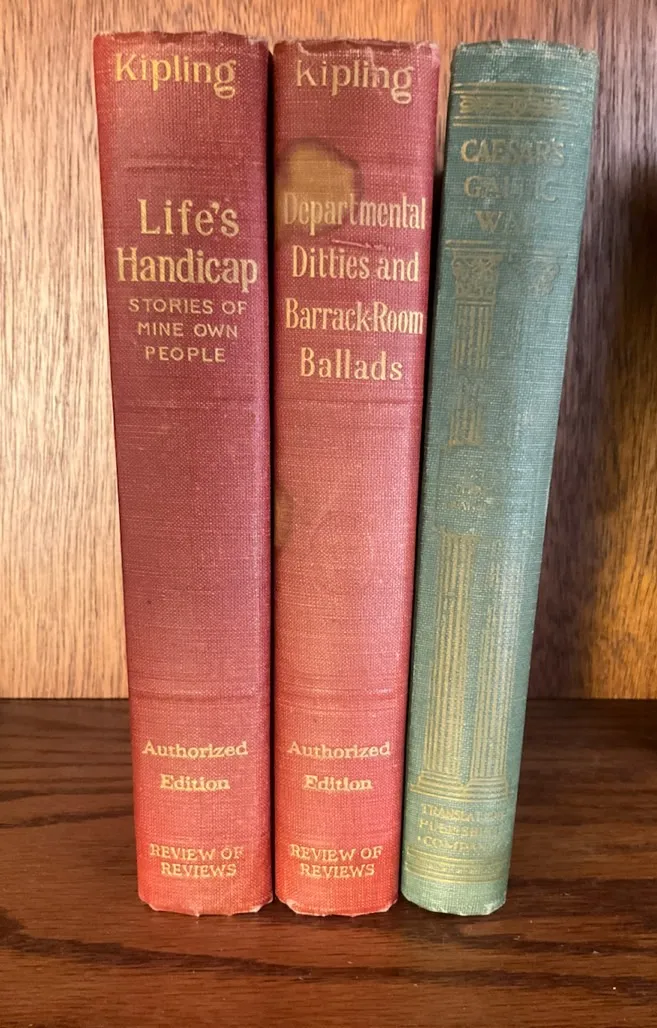 Kipling
Life's
Handicap
STORIES OF
MINE OWN
PEOPLE
Authorized
Edition
REVIEW OF
REVIEWS
Kipling
Departmental
Ditties and
Barrack-Room
Ballads
Authorized
Edition
REVIEW OF
REVIEWS
CAESAR'S
GALLIC
WAR
TRANSLATION
PUBLISHING
COMPANY